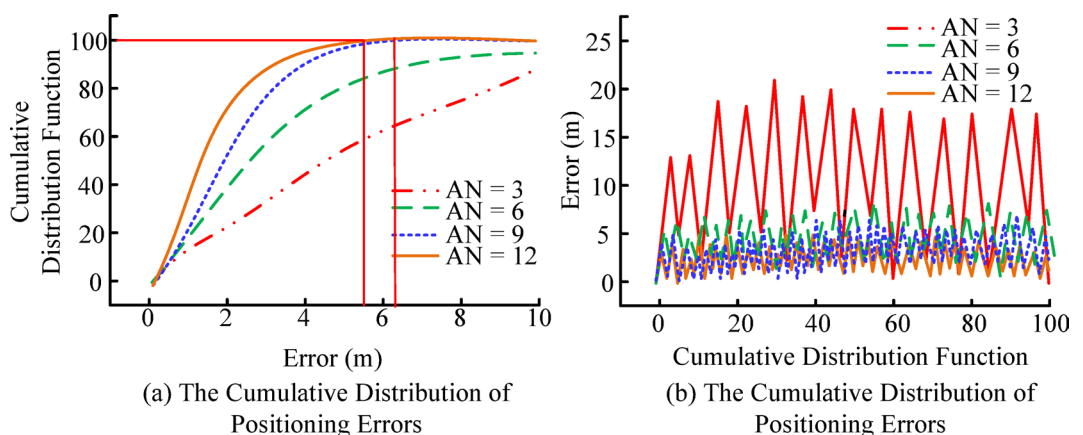 Cumulative
Distribution Function
100
80
60
40
20
0
0
2
4
6
8
10
AN = 3
AN = 6
AN = 9
AN = 12
Error (m)
(a) The Cumulative Distribution of
Positioning Errors
Error (m)
25
20
15
10
5
0
0
20
40
60
80
100
AN = 3
AN = 6
AN = 9
AN = 12
Cumulative Distribution Function
(b) The Cumulative Distribution of
Positioning Errors